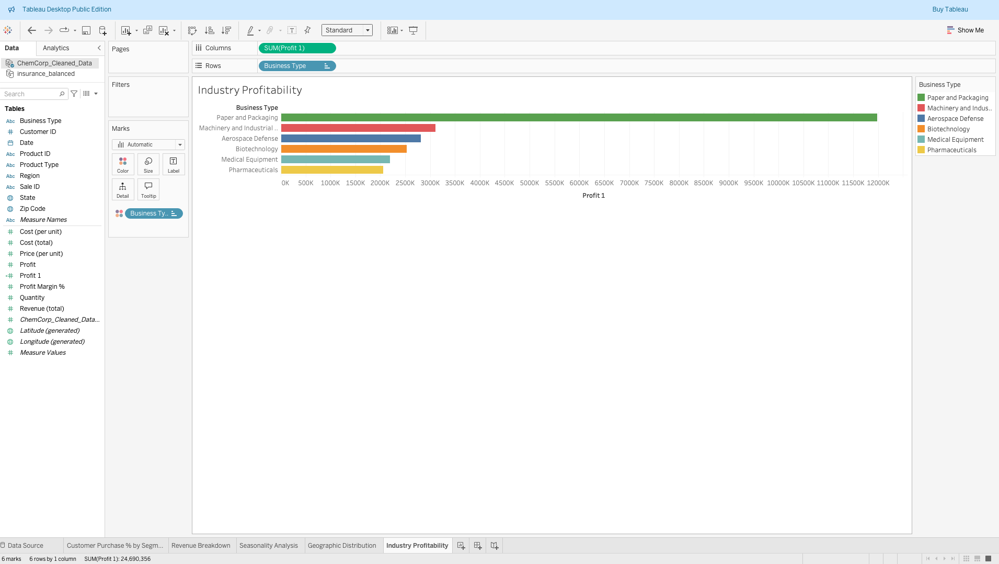 Tableau Desktop Public Edition
Buy Tableau
Standard
Show Me
Data
Analytics
ChemCorp_Cleaned_Data
insurance_balanced
Search
Tables
Abc Business Type
Customer ID
Date
Abc Product ID
Abc Product Type
Abc Region
Abc Sale ID
State
Zip Code
Abc Measure Names
Cost (per unit)
Cost (total)
Price (per unit)
Profit
Profit 1
Profit Margin %
Quantity
Revenue (total)
ChemCorp_Cleaned_Data...
Latitude (generated)
Longitude (generated)
Measure Values
Pages
Filters
Marks
Automatic
Color
Size
Label
Detail
Tooltip
Business Ty..
Columns
SUM(Profit 1)
Rows
Business Type
Industry Profitability
Business Type
Paper and Packaging
Machinery and Industrial ..
Aerospace Defense
Biotechnology
Medical Equipment
Pharmaceuticals
0K 500K 1000K 1500K 2000K 2500K 3000K 3500K 4000K 4500K 5000K 5500K 6000K 6500K 7000K 7500K 8000K 8500K 9000K 9500K 10000K 10500K 11000K 11500K 12000K
Profit 1
Business Type
Paper and Packaging
Machinery and Indus..
Aerospace Defense
Biotechnology
Medical Equipment
Pharmaceuticals
Data Source
Customer Purchase % by Segm...
Revenue Breakdown
Seasonality Analysis
Geographic Distribution
Industry Profitability
6 marks
6 rows by 1 column
SUM(Profit 1): 24,690,356